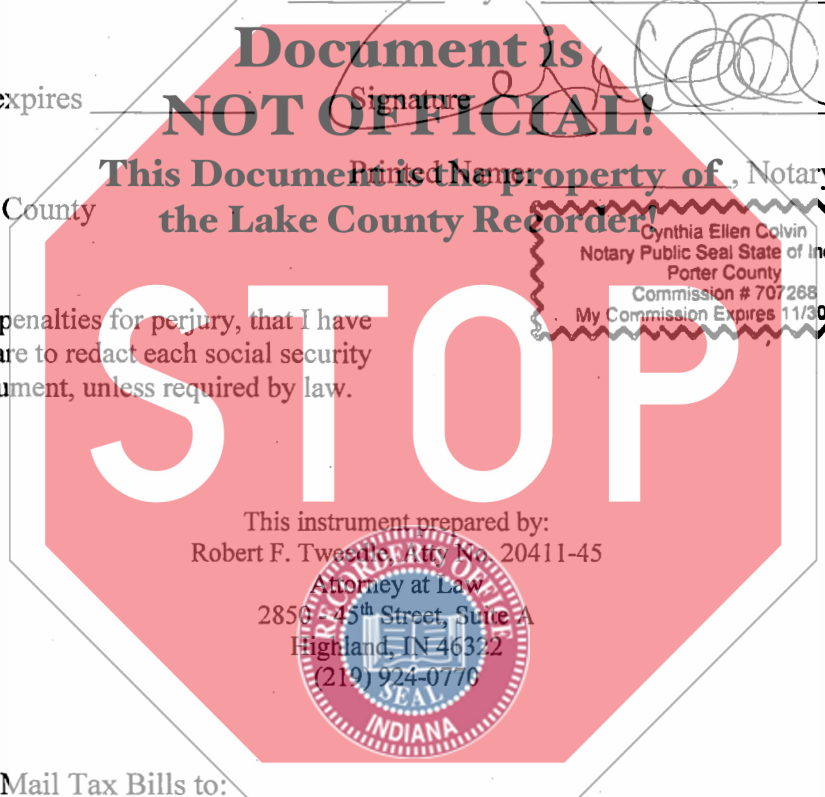 Document is
expires Signature
NOT OFFICIAL!
This Document is the property of
Printed Name: , Notary
County
the Lake County Recorder!
Cynthia Ellen Colvin
Notary Public Seal State of In
Porter County
Commission # 707268
My Commission Expires 11/30
penalties for perjury, that I have
are to redact each social security
ument, unless required by law.
STOP
This instrument prepared by:
Robert F. Tweedle, Atty No. 20411-45
Attorney at Law
2850 - 45th Street, Suite A
Highland, IN 46322
(219) 924-0770
RECORDER OFFICE
SEAL
INDIANA
Mail Tax Bills to: